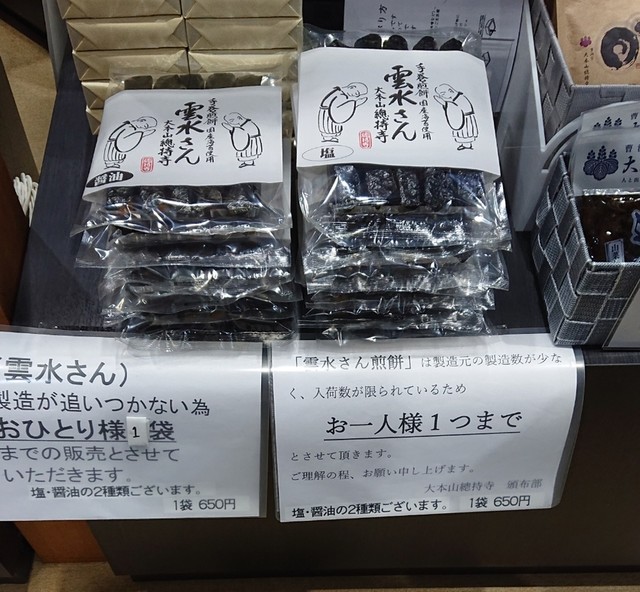 雲水さん
手巻煎餅 国産海苔使用
大本山總持寺
醤油
雲水さん
手巻煎餅 国産海苔使用
大本山總持寺
塩
雲水さん)
製造が追いつかない為
おひとり様1袋
までの販売とさせて
いただきます。
塩・醤油の2種類ございます。
1袋 650円
「雲水さん煎餅」は製造元の製造数が少な
く、入荷数が限られているため
お一人様1つまで
とさせて頂きます。
ご理解の程、お願い申し上げます。
大本山總持寺 頒布部
塩・醤油の2種類ございます。
1袋 650円